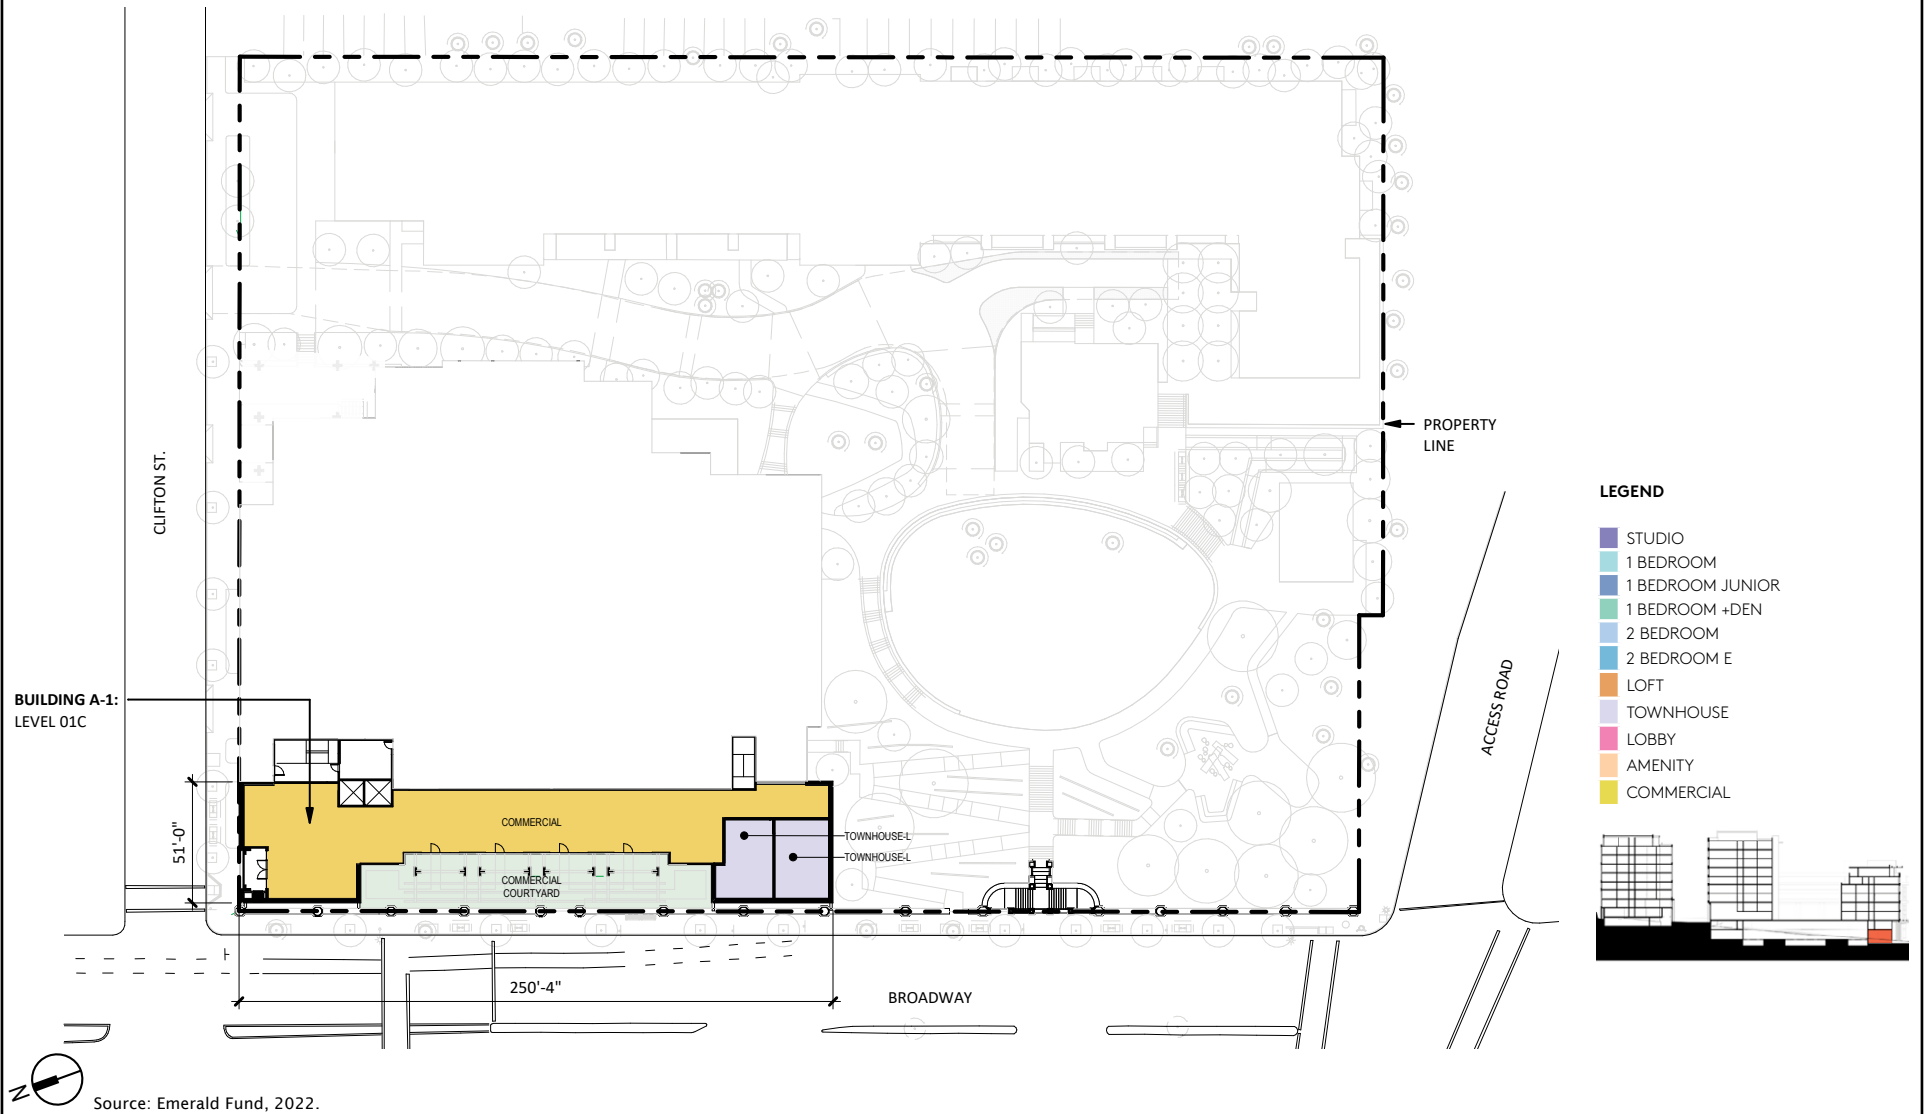 CLIFTON ST.
PROPERTY
LINE
LEGEND
STUDIO
1 BEDROOM
1 BEDROOM JUNIOR
1 BEDROOM +DEN
2 BEDROOM
2 BEDROOM E
LOFT
TOWNHOUSE
LOBBY
AMENITY
COMMERCIAL
ACCESS ROAD
BUILDING A-1:
LEVEL 01C
51'-0"
COMMERCIAL
TOWNHOUSE-L
TOWNHOUSE-L
COMMERCIAL
COURTYARD
250'-4"
BROADWAY
N
Source: Emerald Fund, 2022.